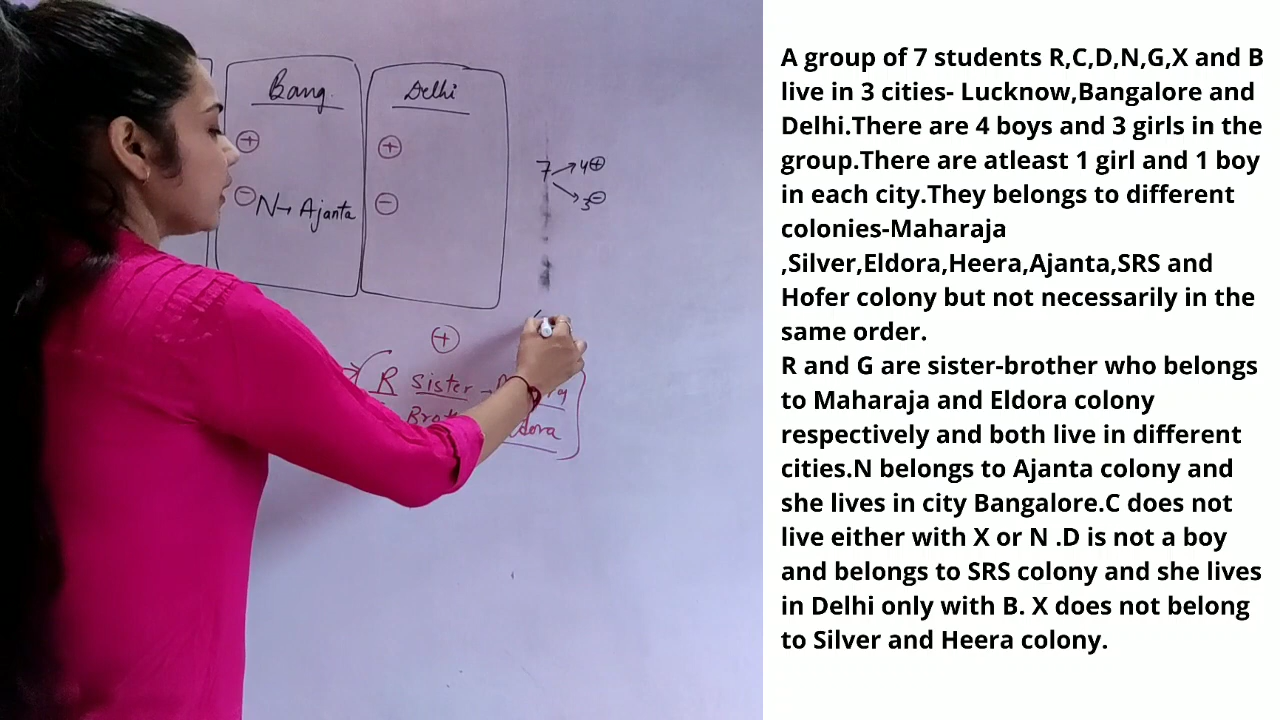 Bang.
Delhi
+
+
7 → 4 +
→ 3 -
- N → Ajanta
-
+
R Sister
A group of 7 students R,C,D,N,G,X and B
live in 3 cities- Lucknow,Bangalore and
Delhi.There are 4 boys and 3 girls in the
group.There are atleast 1 girl and 1 boy
in each city.They belongs to different
colonies-Maharaja
,Silver,Eldora,Heera,Ajanta,SRS and
Hofer colony but not necessarily in the
same order.
R and G are sister-brother who belongs
to Maharaja and Eldora colony
respectively and both live in different
cities.N belongs to Ajanta colony and
she lives in city Bangalore.C does not
live either with X or N .D is not a boy
and belongs to SRS colony and she lives
in Delhi only with B. X does not belong
to Silver and Heera colony.